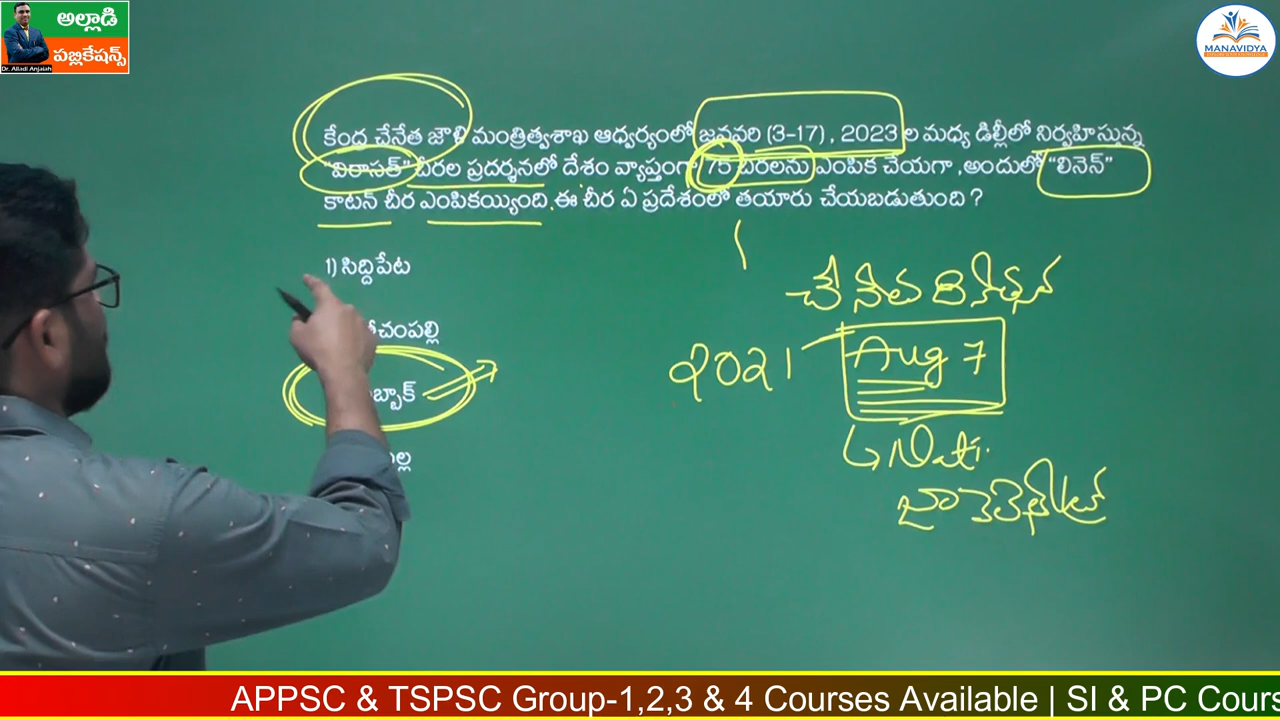 అల్లాడి
పబ్లికేషన్స్
Dr. Alladi Anjaiah
MANAVIDYA
కేంద్ర చేనేత జౌళి మంత్రిత్వశాఖ ఆధ్వర్యంలో జనవరి (3-17) , 2023 ల మధ్య డిల్లీలో నిర్వహిస్తున్న
"విరాసత్" చీరల ప్రదర్శనలో దేశం వ్యాప్తంగా 75 చీరలను ఎంపిక చేయగా ,అందులో "లినెన్"
కాటన్ చీర ఎంపికయ్యింది.ఈ చీర ఏ ప్రదేశంలో తయారు చేయబడుతుంది ?
1) సిద్దిపేట
చంపల్లి
బ్బాక్
ల్ల
చేనేత
2021
Aug 7
Nati.
APPSC & TSPSC Group-1,2,3 & 4 Courses Available | SI & PC Cours